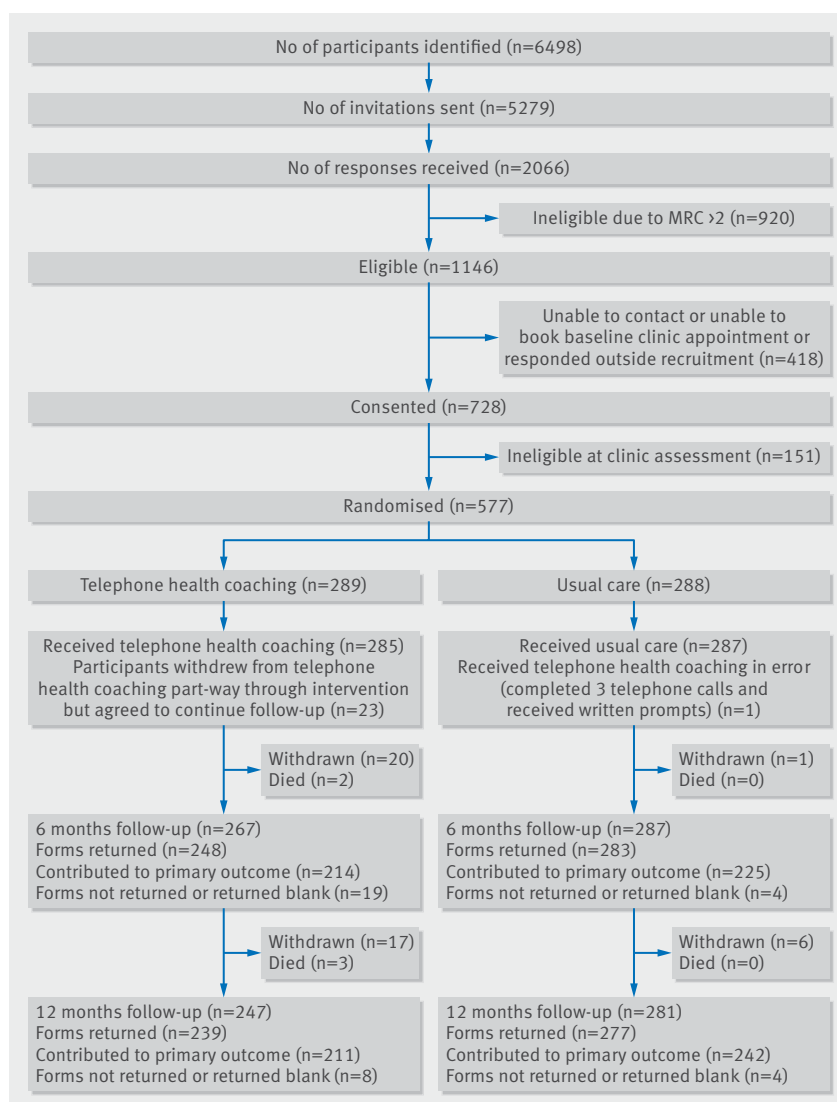 No of participants identified (n=6498)
No of invitations sent (n=5279)
No of responses received (n=2066)
Ineligible due to MRC >2 (n=920)
Eligible (n=1146)
Unable to contact or unable to
book baseline clinic appointment or
responded outside recruitment (n=418)
Consented (n=728)
Ineligible at clinic assessment (n=151)
Randomised (n=577)
Telephone health coaching (n=289)
Received telephone health coaching (n=285)
Participants withdrew from telephone
health coaching part-way through intervention
but agreed to continue follow-up (n=23)
Withdrawn (n=20)
Died (n=2)
6 months follow-up (n=267)
Forms returned (n=248)
Contributed to primary outcome (n=214)
Forms not returned or returned blank (n=19)
Withdrawn (n=17)
Died (n=3)
12 months follow-up (n=247)
Forms returned (n=239)
Contributed to primary outcome (n=211)
Forms not returned or returned blank (n=8)
Usual care (n=288)
Received usual care (n=287)
Received telephone health coaching in error
(completed 3 telephone calls and
received written prompts) (n=1)
Withdrawn (n=1)
Died (n=0)
6 months follow-up (n=287)
Forms returned (n=283)
Contributed to primary outcome (n=225)
Forms not returned or returned blank (n=4)
Withdrawn (n=6)
Died (n=0)
12 months follow-up (n=281)
Forms returned (n=277)
Contributed to primary outcome (n=242)
Forms not returned or returned blank (n=4)